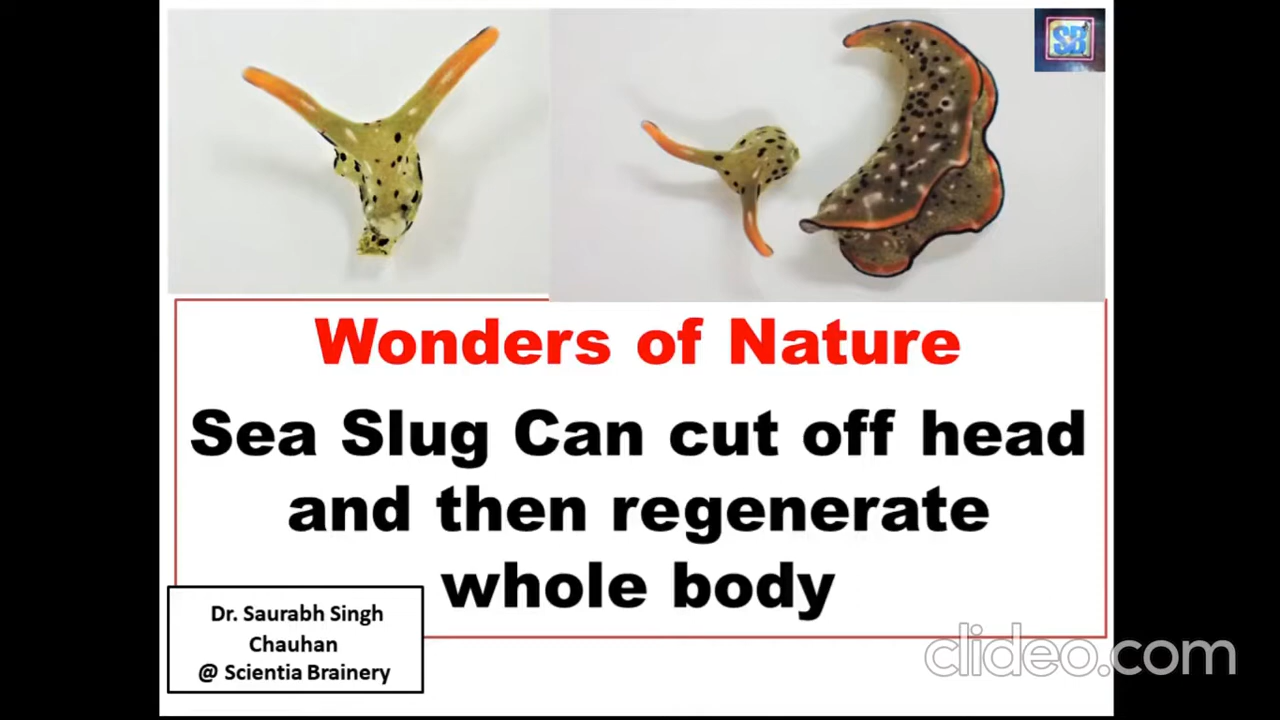 SB
Wonders of Nature
Sea Slug Can cut off head
and then regenerate
whole body
Dr. Saurabh Singh
Chauhan
@ Scientia Brainery
clideo.com